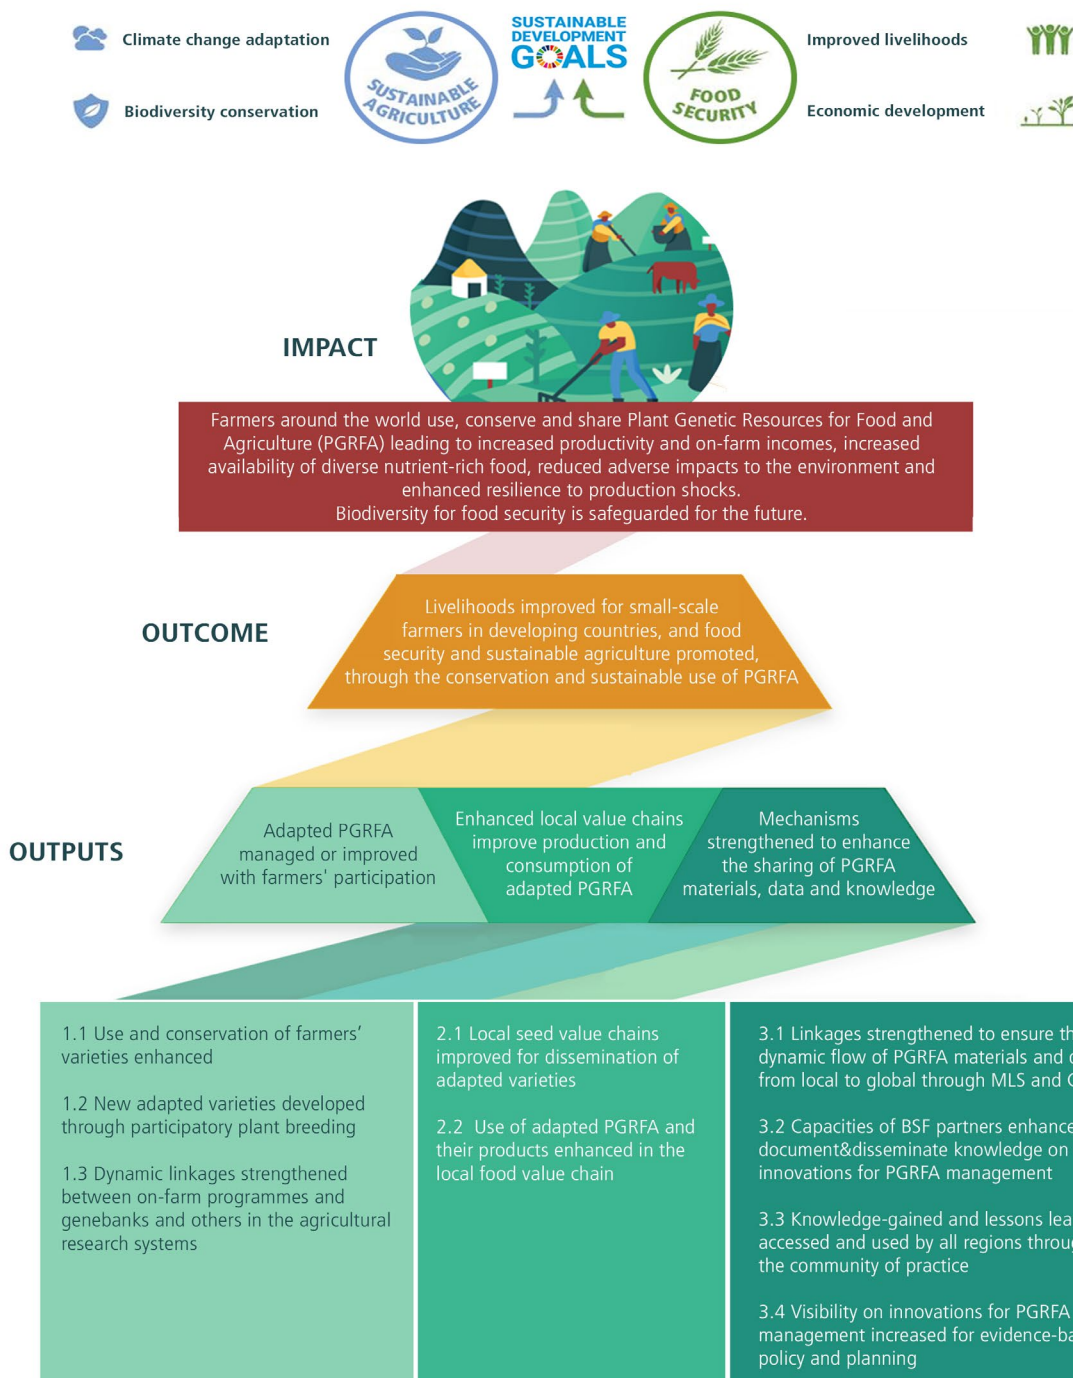 Climate change adaptation
Biodiversity conservation
SUSTAINABLE
AGRICULTURE
SUSTAINABLE
DEVELOPMENT
GOALS
FOOD
SECURITY
Improved livelihoods
Economic development
IMPACT
Farmers around the world use, conserve and share Plant Genetic Resources for Food and
Agriculture (PGRFA) leading to increased productivity and on-farm incomes, increased
availability of diverse nutrient-rich food, reduced adverse impacts to the environment and
enhanced resilience to production shocks.
Biodiversity for food security is safeguarded for the future.
OUTCOME
Livelihoods improved for small-scale
farmers in developing countries, and food
security and sustainable agriculture promoted,
through the conservation and sustainable use of PGRFA
OUTPUTS
Adapted PGRFA
managed or improved
with farmers' participation
Enhanced local value chains
improve production and
consumption of
adapted PGRFA
Mechanisms
strengthened to enhance
the sharing of PGRFA
materials, data and knowledge
1.1 Use and conservation of farmers’
varieties enhanced
1.2 New adapted varieties developed
through participatory plant breeding
1.3 Dynamic linkages strengthened
between on-farm programmes and
genebanks and others in the agricultural
research systems
2.1 Local seed value chains
improved for dissemination of
adapted varieties
2.2 Use of adapted PGRFA and
their products enhanced in the
local food value chain
3.1 Linkages strengthened to ensure
dynamic flow of PGRFA materials and
from local to global through MLS and
3.2 Capacities of BSF partners
document&disseminate knowledge on
innovations for PGRFA management
3.3 Knowledge-gained and lessons
accessed and used by all regions
the community of practice
3.4 Visibility on innovations for PGRFA
management increased for
policy and planning